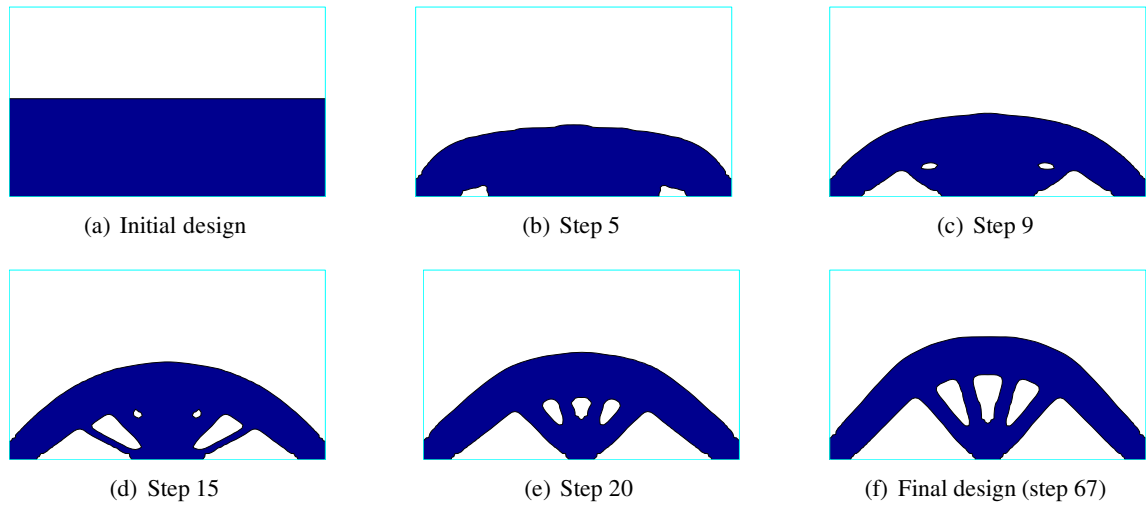 (a) Initial design
(b) Step 5
(c) Step 9
(d) Step 15
(e) Step 20
(f) Final design (step 67)